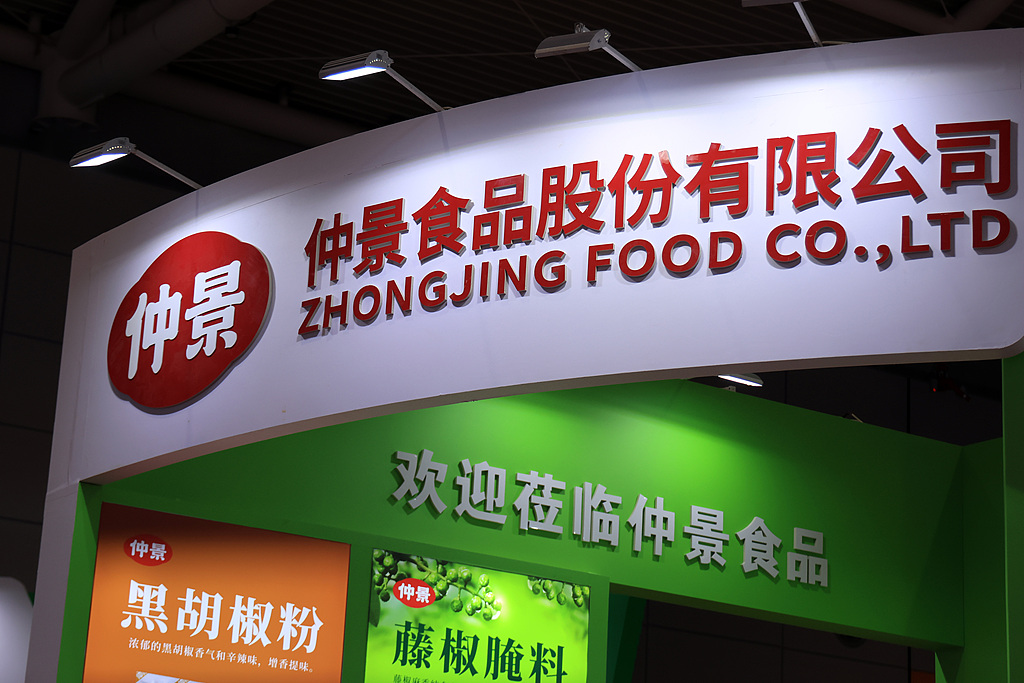 仲景食品股份有限公司
ZHONGJING FOOD CO.,LTD
仲景
欢迎莅临仲景食品
仲景
黑胡椒粉
浓郁的黑胡椒香气和辛辣味，增香提味。
仲景
藤椒腌料